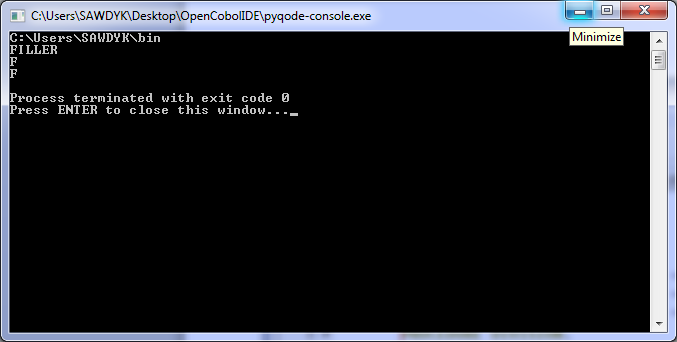 C:\Users\SAWDYK\Desktop\OpenCobolIDE\pyqode-console.exe
Minimize
C:\Users\SAWDYK\bin
FILLER
F
F
Process terminated with exit code 0
Press ENTER to close this window..._